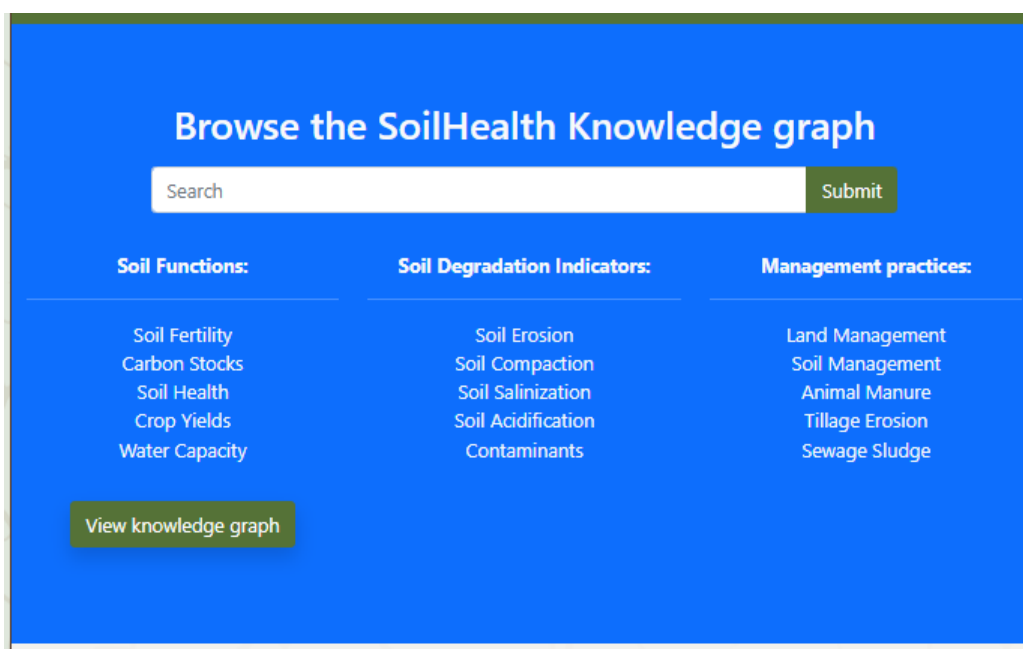 Browse the SoilHealth Knowledge graph
Search
Submit
Soil Functions:
Soil Fertility
Carbon Stocks
Soil Health
Crop Yields
Water Capacity
Soil Degradation Indicators:
Soil Erosion
Soil Compaction
Soil Salinization
Soil Acidification
Contaminants
Management practices:
Land Management
Soil Management
Animal Manure
Tillage Erosion
Sewage Sludge
View knowledge graph